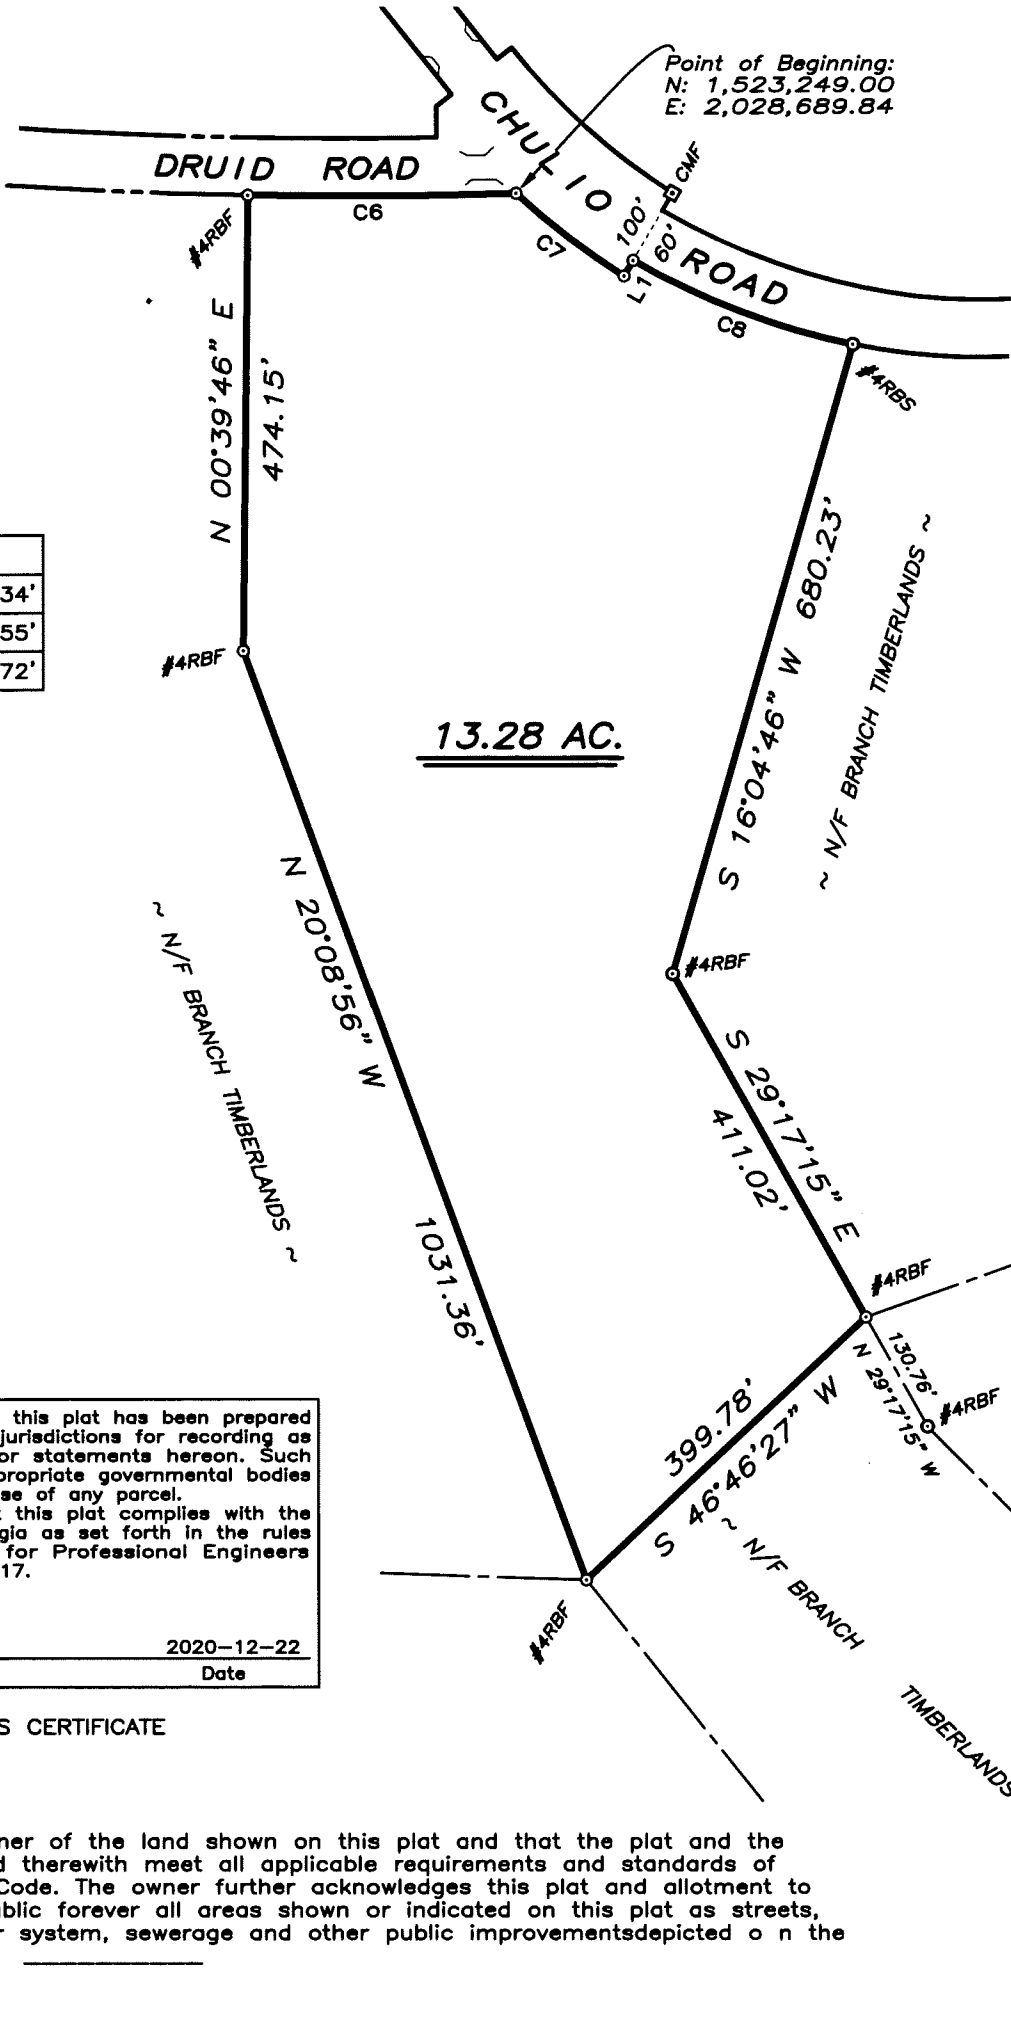 Point of Beginning:
N: 1,523,249.00
E: 2,028,689.84
CHULIO ROAD
DRUID ROAD
CMF
100'
60'
C6
C7
L1
C8
#4RBF
#4RBS
N 00°39'46" E
474.15'
34'
55'
72'
#4RBF
13.28 AC.
S 16°04'46" W 680.23'
~ N/F BRANCH TIMBERLANDS ~
N 20°08'56" W
1031.36'
~ N/F BRANCH TIMBERLANDS ~
#4RBF
S 29°17'15" E
411.02'
#4RBF
130.76'
N 29°17'15" W
#4RBF
399.78'
S 46°46'27" W
~ N/F BRANCH
TIMBERLANDS
#4RBF
this plat has been prepared
jurisdictions for recording as
or statements hereon. Such
propriate governmental bodies
se of any parcel.
this plat complies with the
gia as set forth in the rules
for Professional Engineers
17.
2020-12-22
Date
S CERTIFICATE
ner of the land shown on this plat and that the plat and the
d therewith meet all applicable requirements and standards of
Code. The owner further acknowledges this plat and allotment to
blic forever all areas shown or indicated on this plat as streets,
r system, sewerage and other public improvementsdepicted o n the